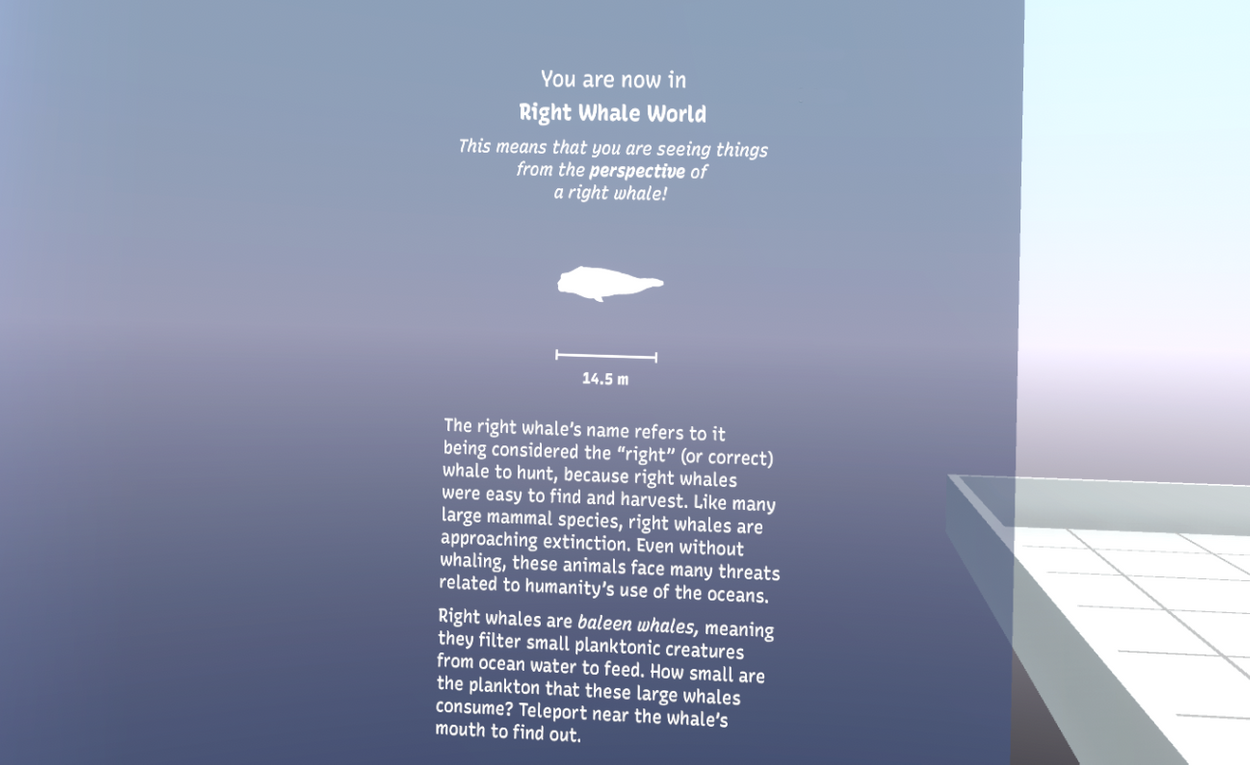 You are now in
Right Whale World
This means that you are seeing things
from the perspective of
a right whale!
14.5 m
The right whale's name refers to it
being considered the “right” (or correct)
whale to hunt, because right whales
were easy to find and harvest. Like many
large mammal species, right whales are
approaching extinction. Even without
whaling, these animals face many threats
related to humanity's use of the oceans.
Right whales are baleen whales, meaning
they filter small planktonic creatures
from ocean water to feed. How small are
the plankton that these large whales
consume? Teleport near the whale's
mouth to find out.